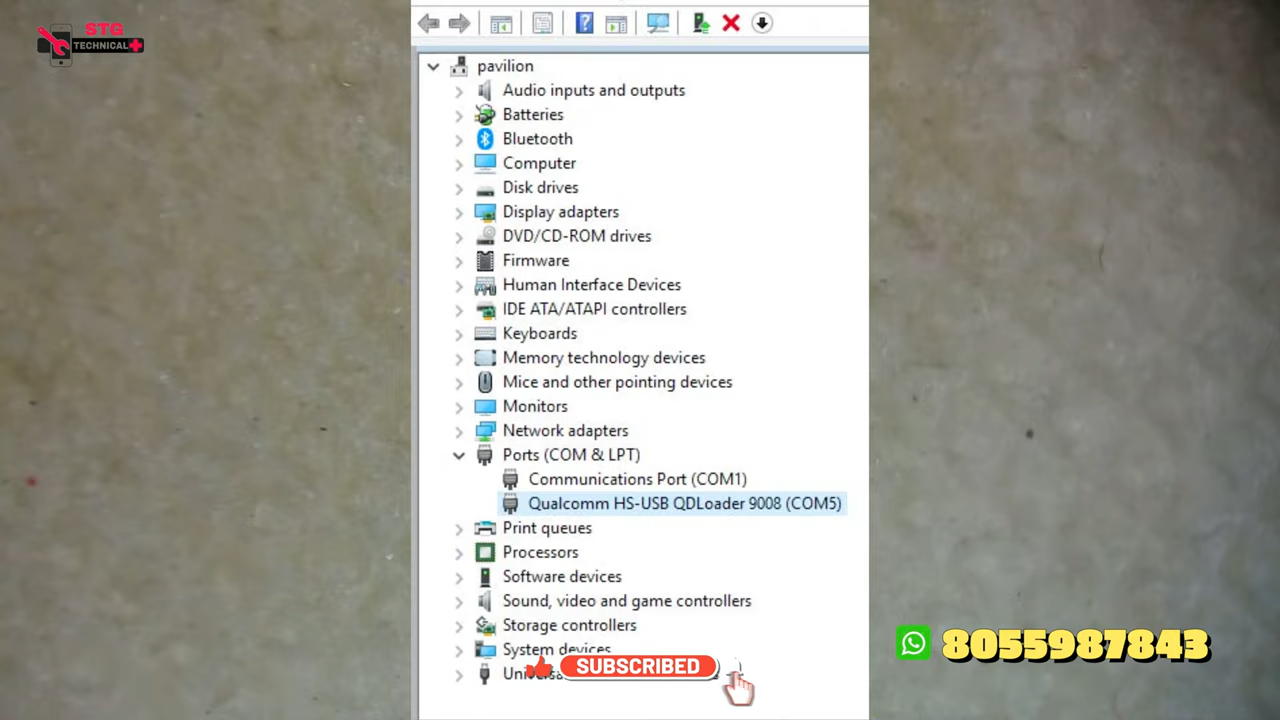 STG
TECHNICAL
pavilion
Audio inputs and outputs
Batteries
Bluetooth
Computer
Disk drives
Display adapters
DVD/CD-ROM drives
Firmware
Human Interface Devices
IDE ATA/ATAPI controllers
Keyboards
Memory technology devices
Mice and other pointing devices
Monitors
Network adapters
Ports (COM & LPT)
Communications Port (COM1)
Qualcomm HS-USB QDLoader 9008 (COM5)
Print queues
Processors
Software devices
Sound, video and game controllers
Storage controllers
System devices
SUBSCRIBED
8055987843